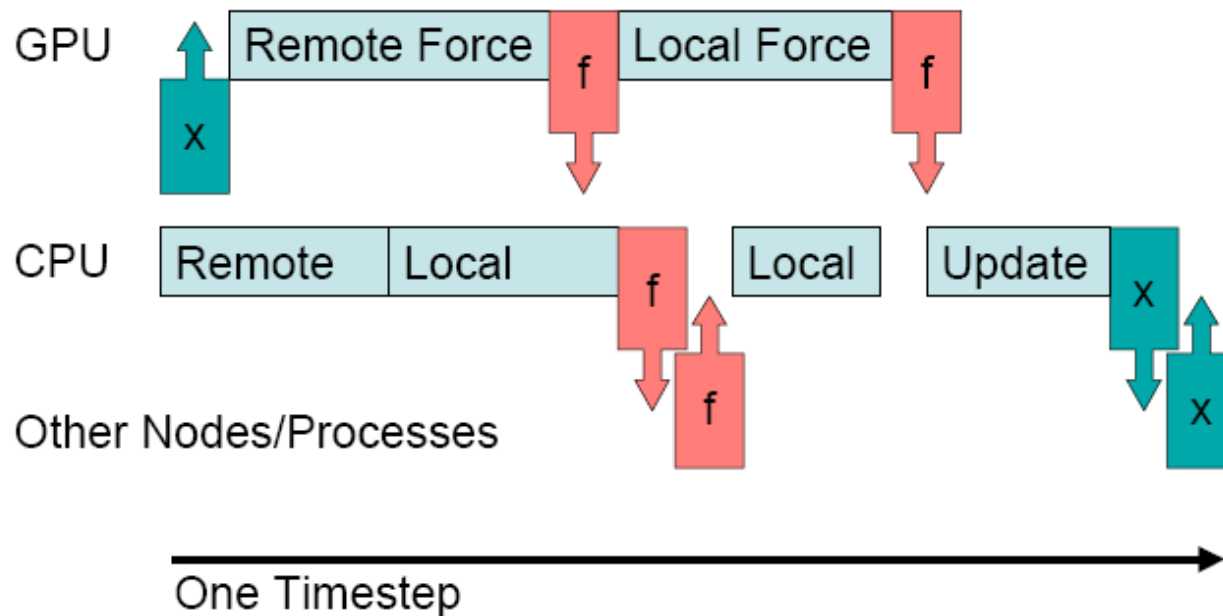 GPU
Remote Force
f
Local Force
f
x
CPU
Remote
Local
f
Local
Update
x
f
x
Other Nodes/Processes
One Timestep